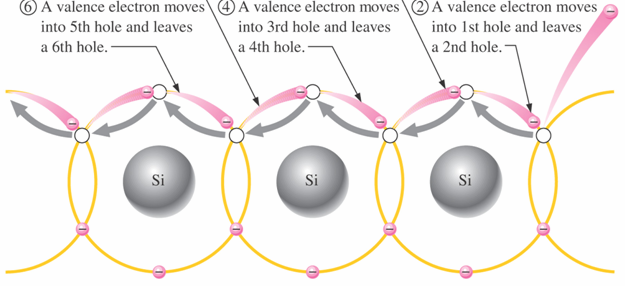 ⑥ A valence electron moves
into 5th hole and leaves
a 6th hole.
④ A valence electron moves
into 3rd hole and leaves
a 4th hole.
② A valence electron moves
into 1st hole and leaves
a 2nd hole.
Si
Si
Si